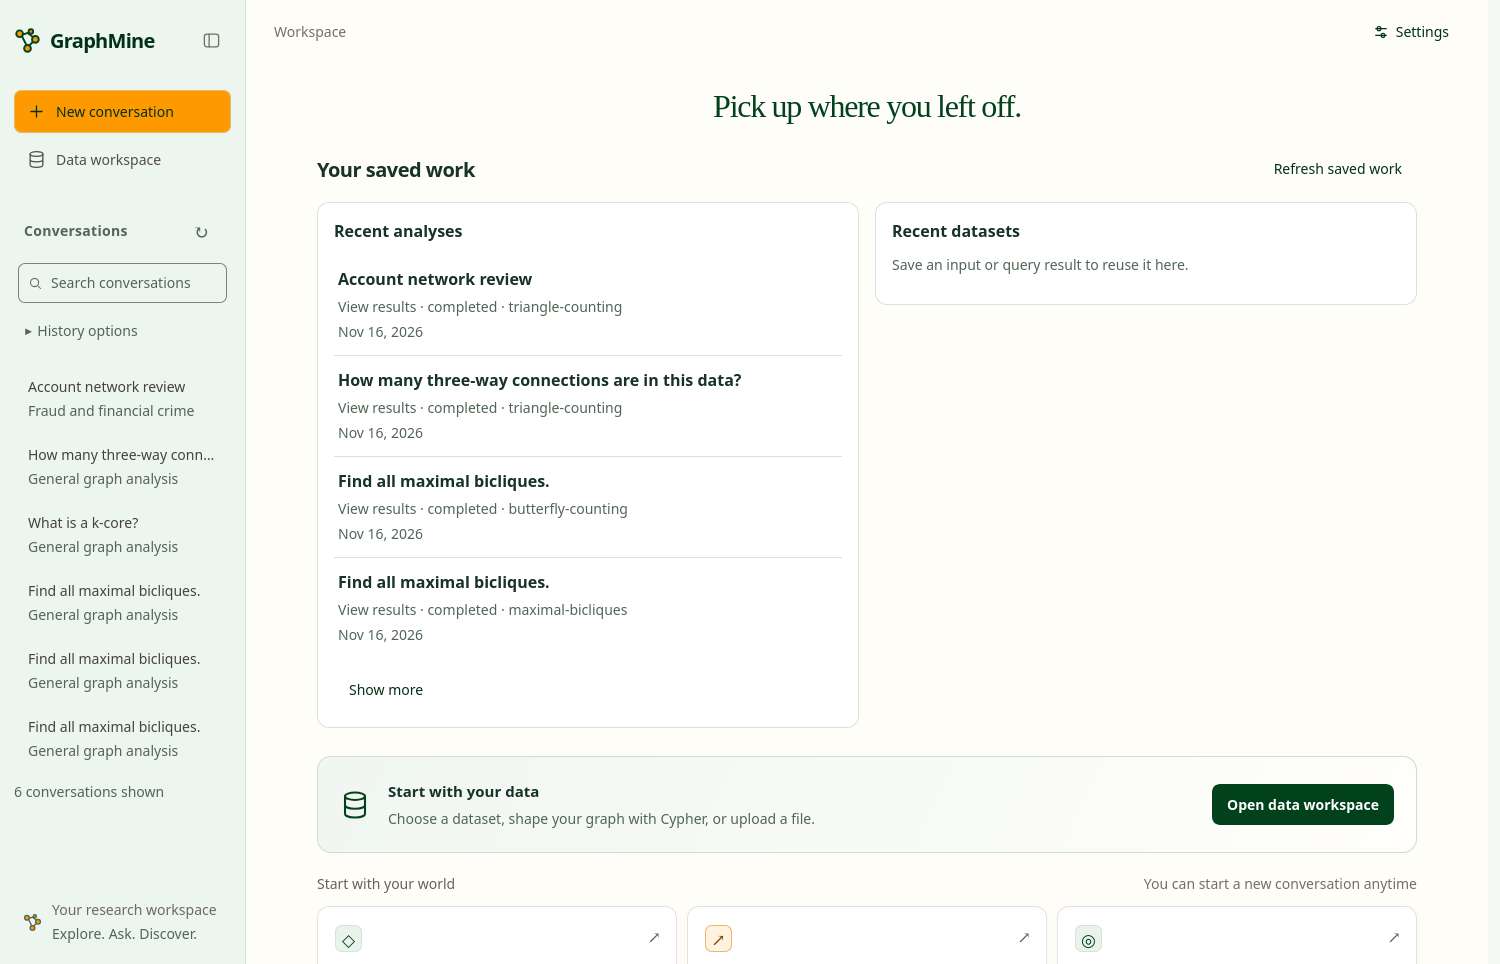 GraphMine
New conversation
Data workspace
Conversations
Search conversations
History options
Account network review
Fraud and financial crime
How many three-way conn...
General graph analysis
What is a k-core?
General graph analysis
Find all maximal bicliques.
General graph analysis
Find all maximal bicliques.
General graph analysis
Find all maximal bicliques.
General graph analysis
6 conversations shown
Your research workspace
Explore. Ask. Discover.
Workspace
Settings
Pick up where you left off.
Your saved work
Refresh saved work
Recent analyses
Account network review
View results · completed · triangle-counting
Nov 16, 2026
How many three-way connections are in this data?
View results · completed · triangle-counting
Nov 16, 2026
Find all maximal bicliques.
View results · completed · butterfly-counting
Nov 16, 2026
Find all maximal bicliques.
View results · completed · maximal-bicliques
Nov 16, 2026
Show more
Recent datasets
Save an input or query result to reuse it here.
Start with your data
Choose a dataset, shape your graph with Cypher, or upload a file.
Open data workspace
Start with your world
You can start a new conversation anytime